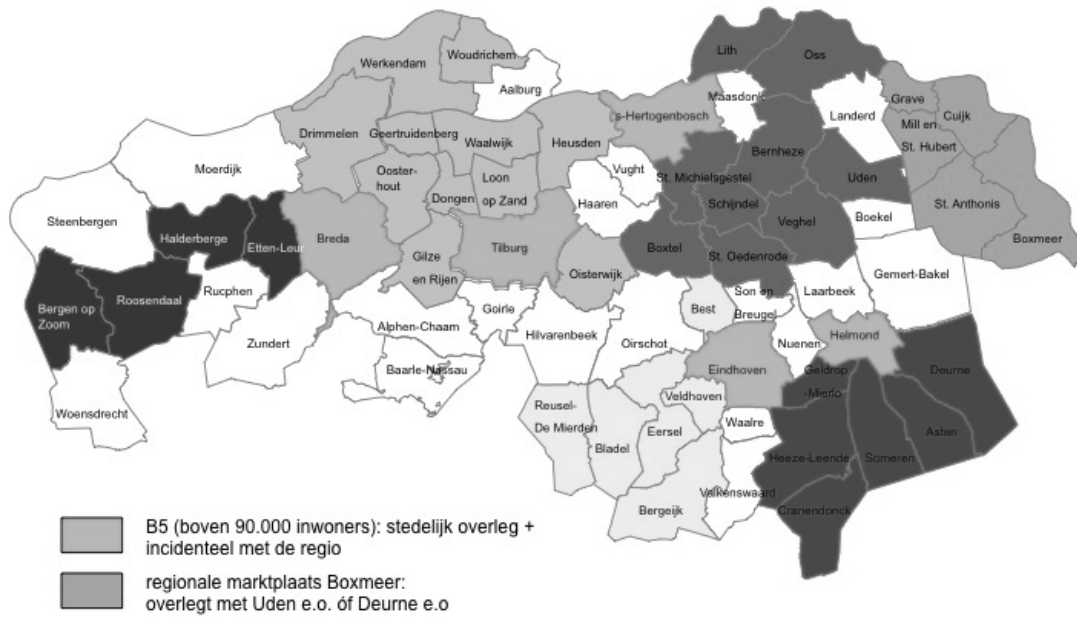 Lith
Oss
Woudrichem
Werkendam
Aalburg
Maasdonk
Landerd
Grave
Cuijk
Mill en
St. Hubert
s-Hertogenbosch
Drimmelen
Geertruidenberg
Waalwijk
Heusden
Bernheze
Moerdijk
Ooster-
hout
Dongen
Loon
op Zand
Vught
St. Michielsgestel
Uden
Haaren
Schijndel
St. Anthonis
Steenbergen
Halderberge
Etten-Leur
Breda
Tilburg
Veghel
Boekel
Boxmeer
Gilze
en Rijen
Oisterwijk
Boxtel
St. Oedenrode
Gemert-Bakel
Bergen op
Zoom
Roosendaal
Rucphen
Goirle
Son en
Breugel
Laarbeek
Best
Alphen-Chaam
Hilvarenbeek
Oirschot
Nuenen
Helmond
Zundert
Baarle-Nassau
Eindhoven
Geldrop
-Mierlo
Deurne
Woensdrecht
Reusel-
De Mierden
Veldhoven
Waalre
Bladel
Eersel
Asten
Heeze-Leende
Someren
Valkenswaard
Bergeijk
Cranendonck
B5 (boven 90.000 inwoners): stedelijk overleg +
incidenteel met de regio
regionale marktplaats Boxmeer:
overlegt met Uden e.o. óf Deurne e.o